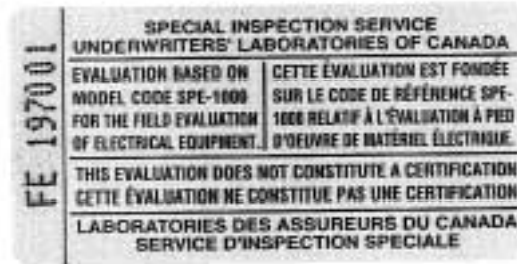 FE 197001
SPECIAL INSPECTION SERVICE
UNDERWRITERS' LABORATORIES OF CANADA
EVALUATION BASED ON
MODEL CODE SPE-1000
FOR THE FIELD EVALUATION
OF ELECTRICAL EQUIPMENT.
CETTE ÉVALUATION EST FONDÉE
SUR LE CODE DE RÉFÉRENCE SPE-
1000 RELATIF À L'ÉVALUATION À PIED
D'OEUVRE DE MATÉRIEL ÉLECTRIQUE.
THIS EVALUATION DOES NOT CONSTITUTE A CERTIFICATION
CETTE ÉVALUATION NE CONSTITUE PAS UNE CERTIFICATION
LABORATORIES DES ASSUREURS DU CANADA
SERVICE D'INSPECTION SPECIALE